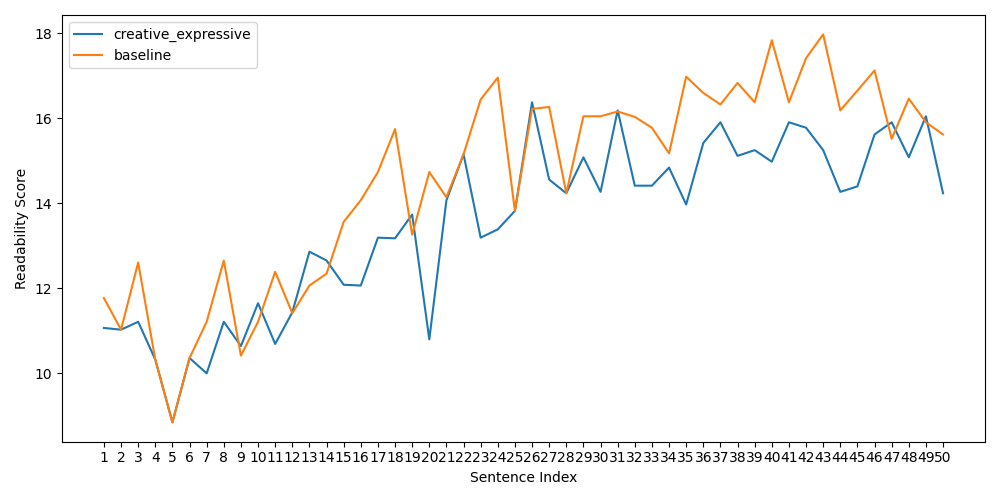 creative_expressive
baseline
18
16
14
12
10
Readability Score
1 2 3 4 5 6 7 8 9 10 11 12 13 14 15 16 17 18 19 20 21 22 23 24 25 26 27 28 29 30 31 32 33 34 35 36 37 38 39 40 41 42 43 44 45 46 47 48 49 50
Sentence Index